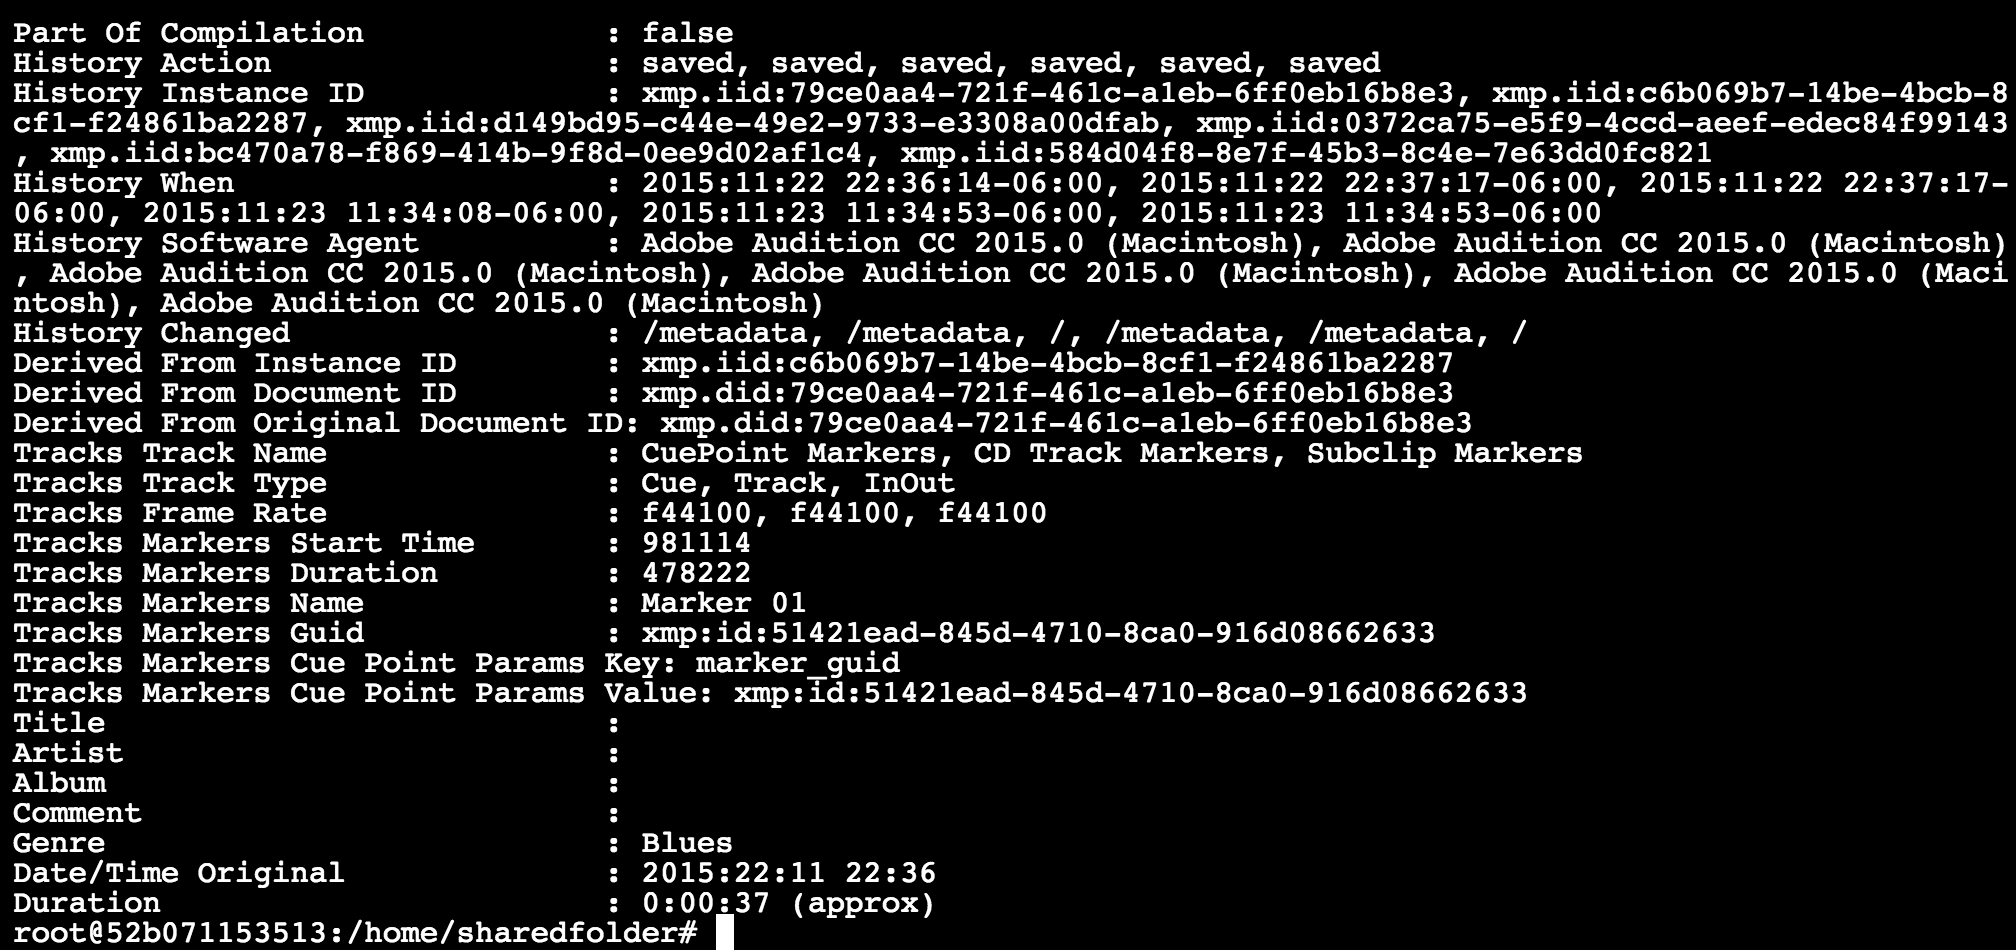 Part Of Compilation : false
History Action : saved, saved, saved, saved, saved, saved
History Instance ID : xmp.iid:79ce0aa4-721f-461c-a1eb-6ff0eb16b8e3, xmp.iid:c6b069b7-14be-4bcb-8
cf1-f24861ba2287, xmp.iid:d149bd95-c44e-49e2-9733-e3308a00dfab, xmp.iid:0372ca75-e5f9-4ccd-aeef-edec84f99143
, xmp.iid:bc470a78-f869-414b-9f8d-0ee9d02af1c4, xmp.iid:584d04f8-8e7f-45b3-8c4e-7e63dd0fc821
History When : 2015:11:22 22:36:14-06:00, 2015:11:22 22:37:17-06:00, 2015:11:22 22:37:17-
06:00, 2015:11:23 11:34:08-06:00, 2015:11:23 11:34:53-06:00, 2015:11:23 11:34:53-06:00
History Software Agent : Adobe Audition CC 2015.0 (Macintosh), Adobe Audition CC 2015.0 (Macintosh)
, Adobe Audition CC 2015.0 (Macintosh), Adobe Audition CC 2015.0 (Macintosh), Adobe Audition CC 2015.0 (Maci
ntosh), Adobe Audition CC 2015.0 (Macintosh)
History Changed : /metadata, /metadata, /, /metadata, /metadata, /
Derived From Instance ID : xmp.iid:c6b069b7-14be-4bcb-8cf1-f24861ba2287
Derived From Document ID : xmp.did:79ce0aa4-721f-461c-a1eb-6ff0eb16b8e3
Derived From Original Document ID: xmp.did:79ce0aa4-721f-461c-a1eb-6ff0eb16b8e3
Tracks Track Name : CuePoint Markers, CD Track Markers, Subclip Markers
Tracks Track Type : Cue, Track, InOut
Tracks Frame Rate : f44100, f44100, f44100
Tracks Markers Start Time : 981114
Tracks Markers Duration : 478222
Tracks Markers Name : Marker 01
Tracks Markers Guid : xmp:id:51421ead-845d-4710-8ca0-916d08662633
Tracks Markers Cue Point Params Key: marker_guid
Tracks Markers Cue Point Params Value: xmp:id:51421ead-845d-4710-8ca0-916d08662633
Title :
Artist :
Album :
Comment :
Genre : Blues
Date/Time Original : 2015:22:11 22:36
Duration : 0:00:37 (approx)
root@52b071153513:/home/sharedfolder#